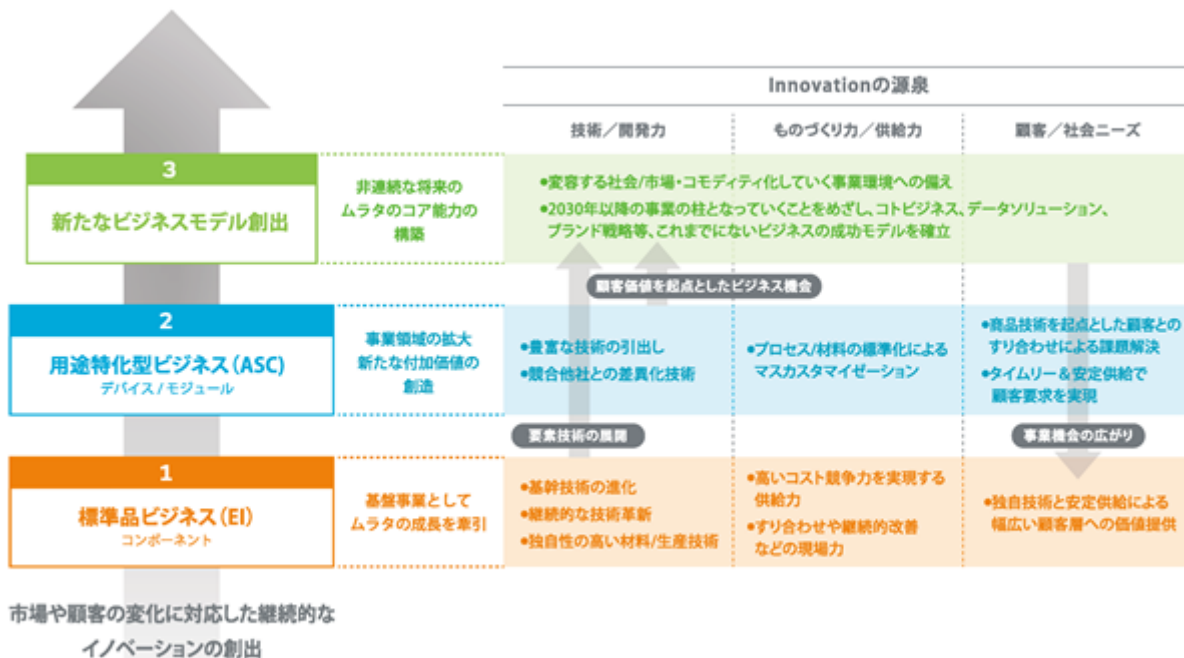 Innovationの源泉
技術／開発力
ものづくり力／供給力
顧客／社会ニーズ
3
新たなビジネスモデル創出
非連続な将来の
ムラタのコア能力の
構築
●変容する社会/市場・コモディティ化していく事業環境への備え
●2030年以降の事業の柱となっていくことをめざし、コトビジネス、データソリューション、
ブランド戦略等、これまでにないビジネスの成功モデルを確立
顧客価値を起点としたビジネス機会
2
用途特化型ビジネス（ASC）
デバイス／モジュール
事業領域の拡大
新たな付加価値の
創造
●豊富な技術の引出し
●競合他社との差異化技術
●プロセス/材料の標準化による
マスカスタマイゼーション
●商品技術を起点とした顧客との
すり合わせによる課題解決
●タイムリー＆安定供給で
顧客要求を実現
要素技術の展開
事業機会の広がり
1
標準品ビジネス（EI）
コンポーネント
基盤事業として
ムラタの成長を牽引
●基幹技術の進化
●継続的な技術革新
●独自性の高い材料/生産技術
●高いコスト競争力を実現する
供給力
●すり合わせや継続的改善
などの現場力
●独自技術と安定供給による
幅広い顧客層への価値提供
市場や顧客の変化に対応した継続的な
イノベーションの創出